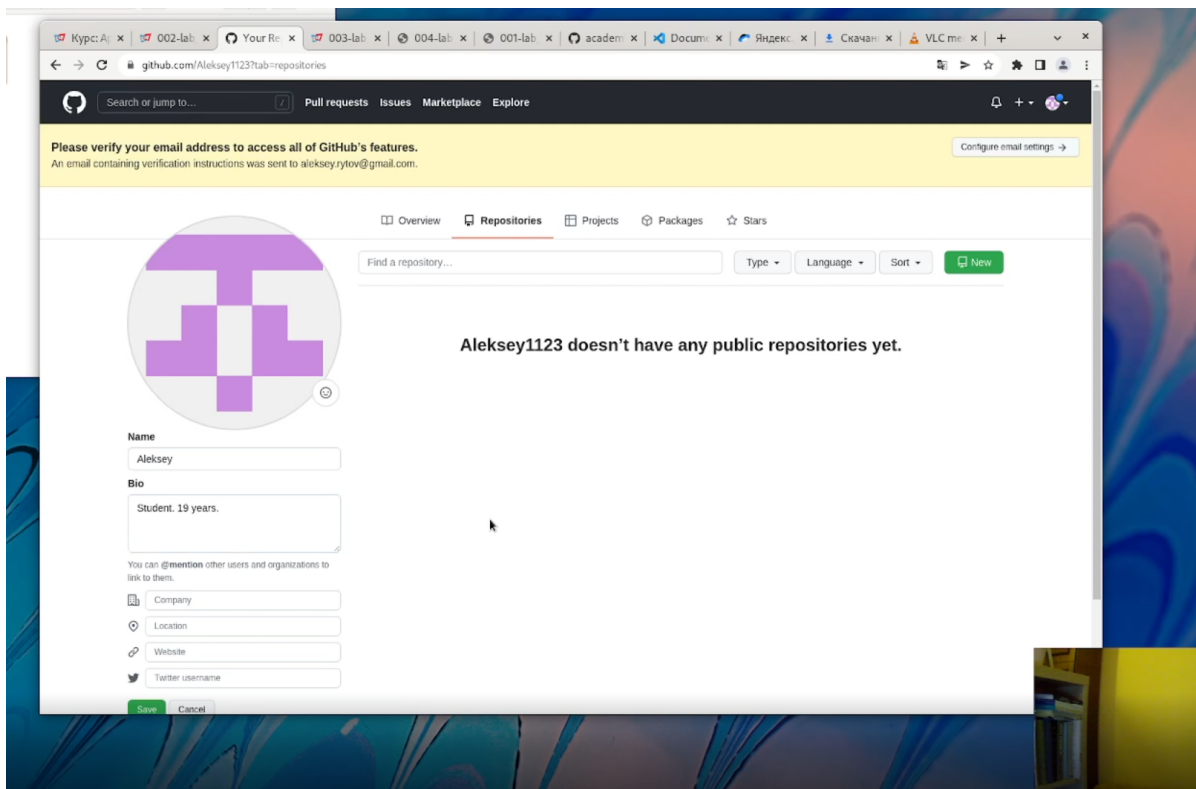 Курс: А
002-lab
Your Re
003-lab
004-lab
001-lab
academ
Docume
Яндекс.
Скачан
VLC me
github.com/Aleksey1123?tab=repositories
Search or jump to...
/
Pull requests
Issues
Marketplace
Explore
Please verify your email address to access all of GitHub's features.
An email containing verification instructions was sent to aleksey.rytov@gmail.com.
Configure email settings →
Overview
Repositories
Projects
Packages
Stars
Find a repository…
Type
Language
Sort
New
Aleksey1123 doesn’t have any public repositories yet.
Name
Aleksey
Bio
Student. 19 years.
You can @mention other users and organizations to
link to them.
Company
Location
Website
Twitter username
Save
Cancel